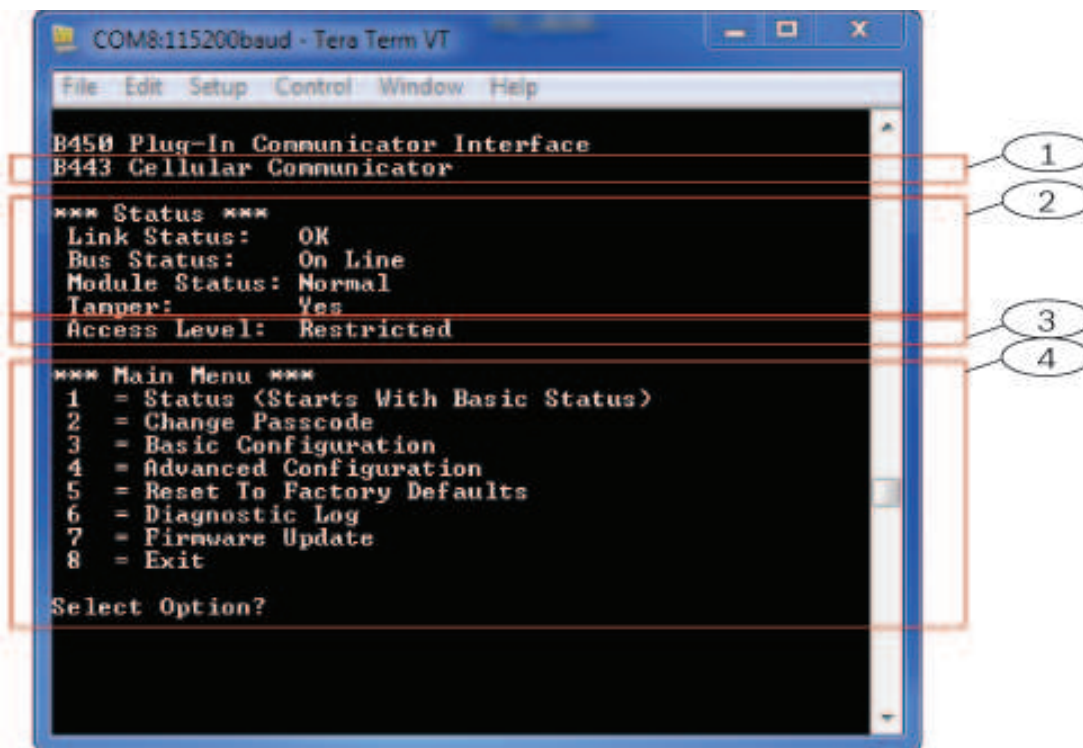 COM8:115200baud - Tera Term VT
File Edit Setup Control Window Help
B450 Plug-In Communicator Interface
B443 Cellular Communicator
1
*** Status ***
2
Link Status: OK
Bus Status: On Line
Module Status: Normal
Tamper: Yes
Access Level: Restricted
3
*** Main Menu ***
4
1 = Status (Starts With Basic Status)
2 = Change Passcode
3 = Basic Configuration
4 = Advanced Configuration
5 = Reset To Factory Defaults
6 = Diagnostic Log
7 = Firmware Update
8 = Exit
Select Option?